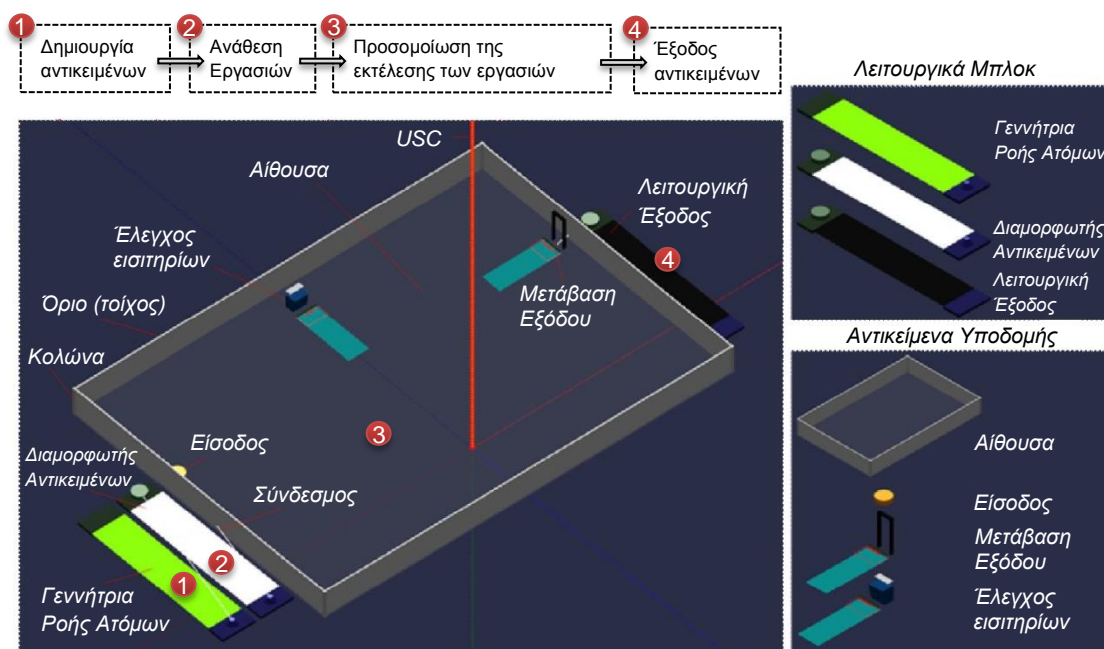 1
Δημιουργία
αντικειμένων
2
Ανάθεση
Εργασιών
3
Προσομοίωση της
εκτέλεσης των εργασιών
4
Έξοδος
αντικειμένων
USC
Αίθουσα
Λειτουργική
Έξοδος
4
Έλεγχος
εισιτηρίων
Μετάβαση
Εξόδου
Όριο (τοίχος)
Κολώνα
3
Είσοδος
Διαμορφωτής
Αντικειμένων
Σύνδεσμος
2
1
Γεννήτρια
Ροής Ατόμων
Λειτουργικά Μπλοκ
Γεννήτρια
Ροής Ατόμων
Διαμορφωτής
Αντικειμένων
Λειτουργική
Έξοδος
Αντικείμενα Υποδομής
Αίθουσα
Είσοδος
Μετάβαση
Εξόδου
Έλεγχος
εισιτηρίων